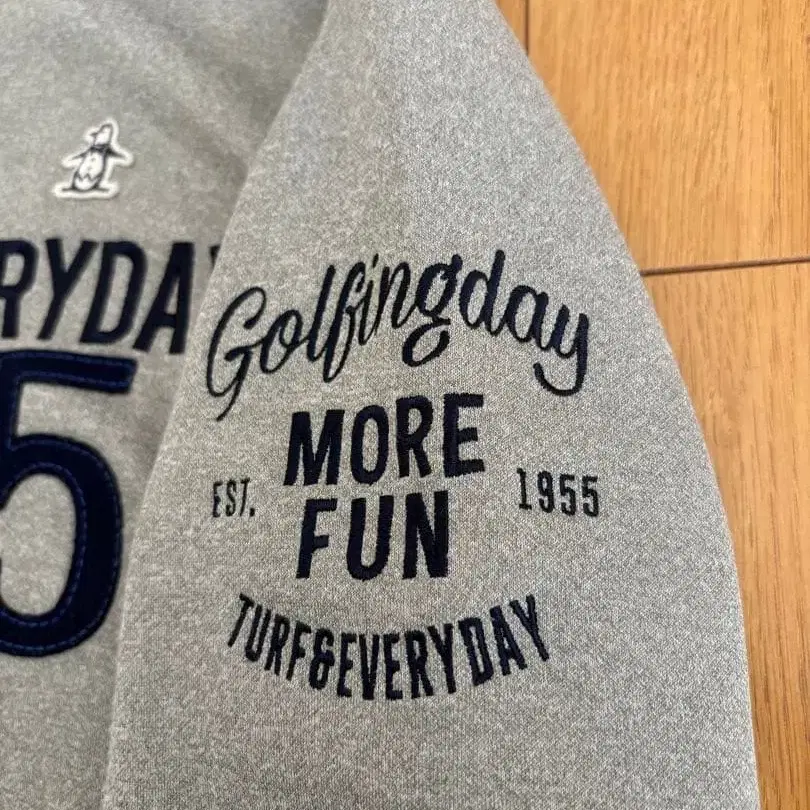 RYDA
5
Golfingday
MORE
EST. FUN 1955
TURF&EVERYDAY